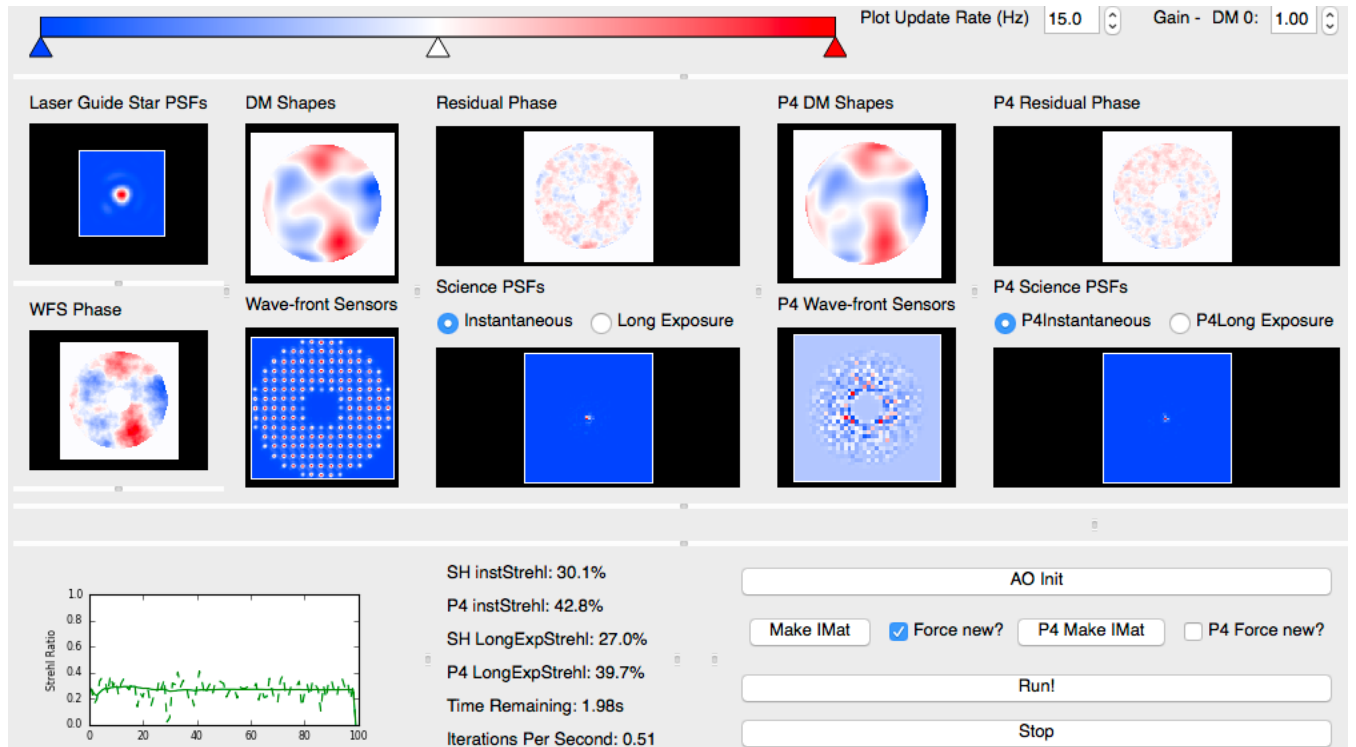 Plot Update Rate (Hz) 15.0 Gain - DM 0: 1.00
Laser Guide Star PSFs
DM Shapes
Residual Phase
P4 DM Shapes
P4 Residual Phase
WFS Phase
Wave-front Sensors
Science PSFs
Instantaneous Long Exposure
P4 Wave-front Sensors
P4 Science PSFs
P4Instantaneous P4Long Exposure
Strehl Ratio
1.0
0.8
0.6
0.4
0.2
0.0
0 20 40 60 80 100
SH instStrehl: 30.1%
P4 instStrehl: 42.8%
SH LongExpStrehl: 27.0%
P4 LongExpStrehl: 39.7%
Time Remaining: 1.98s
Iterations Per Second: 0.51
AO Init
Make IMat Force new? P4 Make IMat P4 Force new?
Run!
Stop